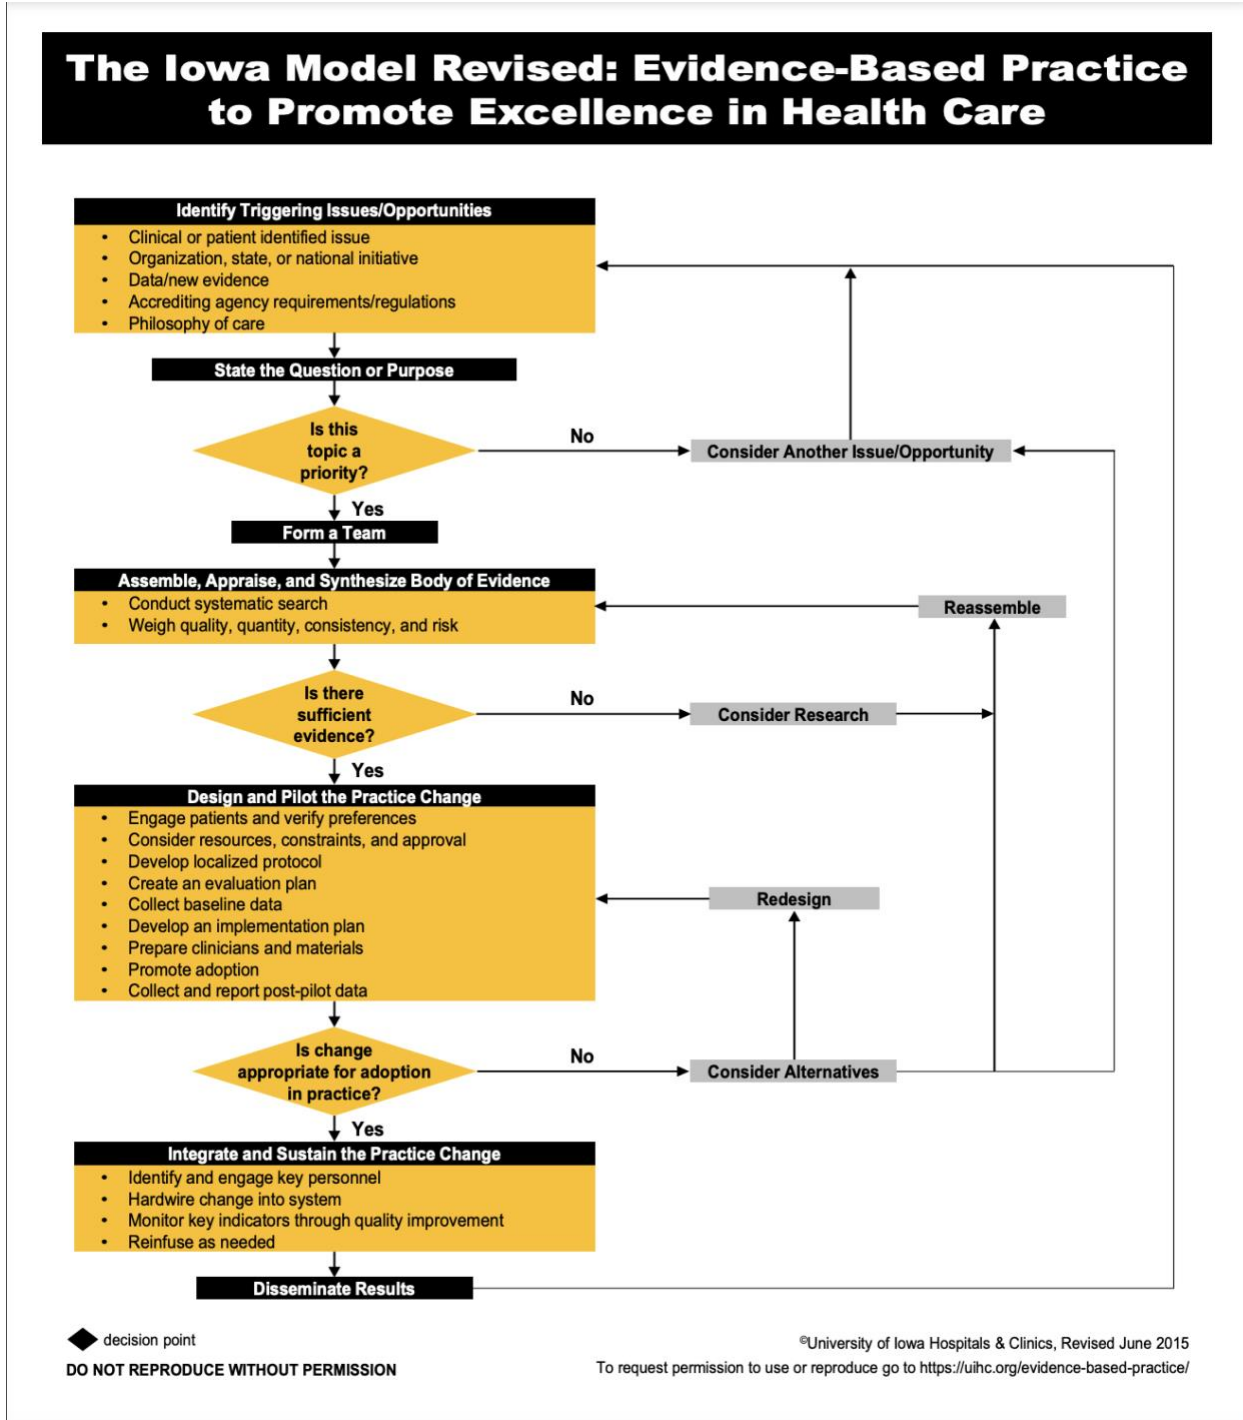 The Iowa Model Revised: Evidence-Based Practice
to Promote Excellence in Health Care
Identify Triggering Issues/Opportunities
• Clinical or patient identified issue
• Organization, state, or national initiative
• Data/new evidence
• Accrediting agency requirements/regulations
• Philosophy of care
State the Question or Purpose
Is this
topic a
priority?
No
Consider Another Issue/Opportunity
Yes
Form a Team
Assemble, Appraise, and Synthesize Body of Evidence
• Conduct systematic search
• Weigh quality, quantity, consistency, and risk
Reassemble
Is there
sufficient
evidence?
No
Consider Research
Yes
Design and Pilot the Practice Change
• Engage patients and verify preferences
• Consider resources, constraints, and approval
• Develop localized protocol
• Create an evaluation plan
• Collect baseline data
• Develop an implementation plan
• Prepare clinicians and materials
• Promote adoption
• Collect and report post-pilot data
Redesign
Is change
appropriate for adoption
in practice?
No
Consider Alternatives
Yes
Integrate and Sustain the Practice Change
• Identify and engage key personnel
• Hardwire change into system
• Monitor key indicators through quality improvement
• Reinfuse as needed
Disseminate Results
decision point
DO NOT REPRODUCE WITHOUT PERMISSION
©University of Iowa Hospitals & Clinics, Revised June 2015
To request permission to use or reproduce go to https://uihc.org/evidence-based-practice/